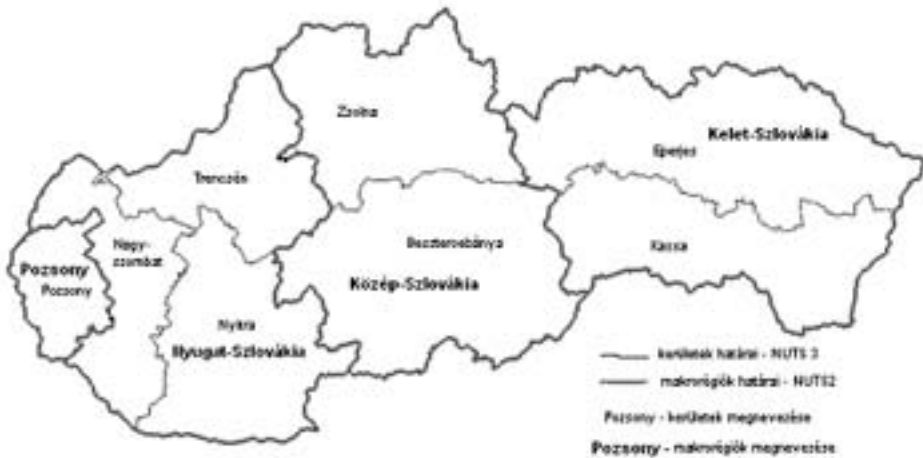 Zsolna
Kelet-Szlovákia
Eperjes
Trencsén
Nagy-
szombat
Besztercebánya
Kassa
Pozsony
Pozsony
Közép-Szlovákia
Nyitra
Nyugat-Szlovákia
kerületek határai - NUTS 3
makrorégiók határai - NUTS2
Pozsony - kerületek megnevezése
Pozsony - makrorégiók megnevezése